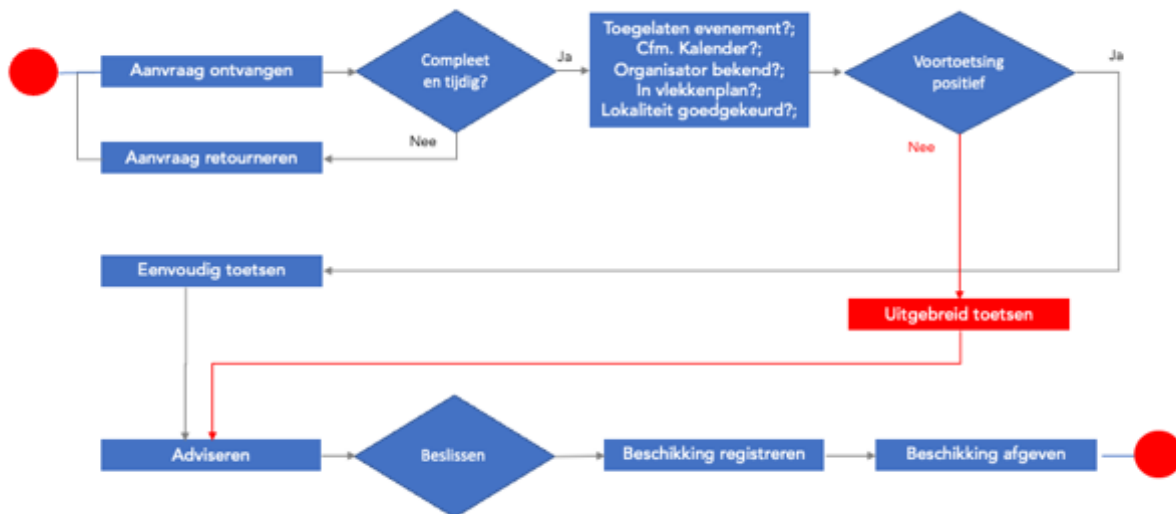 Aanvraag ontvangen
Compleet
en tijdig?
Ja
Toegelaten evenement?;
Cfm. Kalender?;
Organisator bekend?;
In vlekkenplan?;
Lokaliteit goedgekeurd?;
Voortoetsing
positief
Ja
Aanvraag retourneren
Nee
Nee
Eenvoudig toetsen
Uitgebreid toetsen
Adviseren
Beslissen
Beschikking registreren
Beschikking afgeven